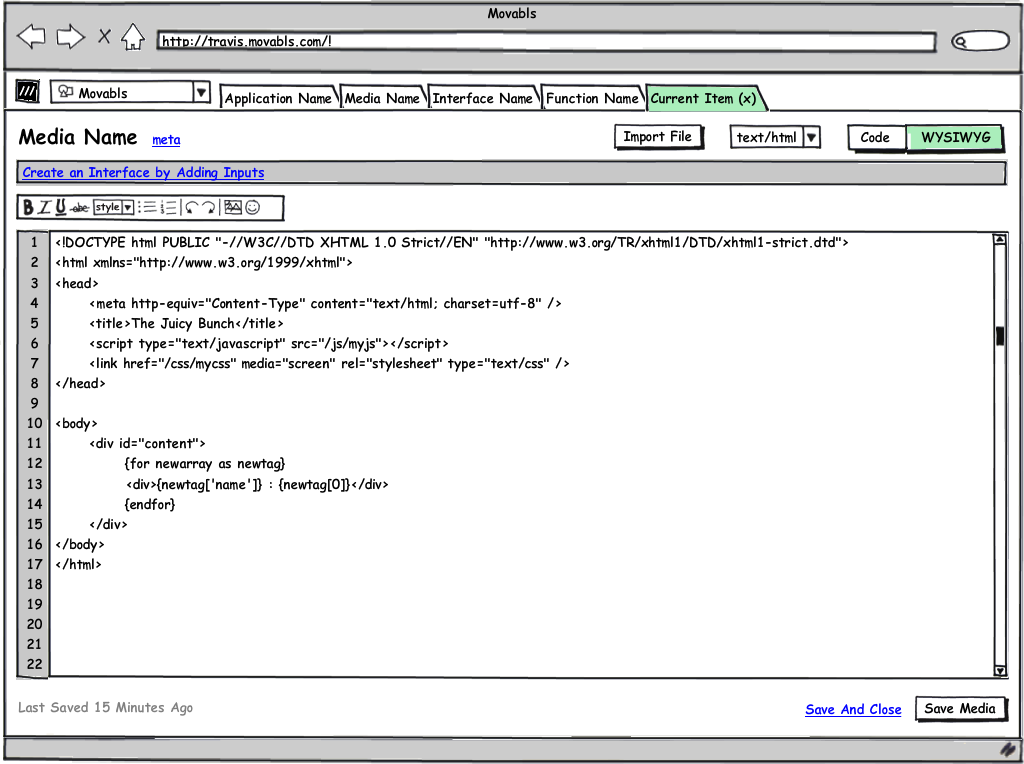 Movabls
http://travis.movabls.com/!
Movabls Application Name Media Name Interface Name Function Name Current Item (x)
Media Name meta Import File text/html Code WYSIWYG
Create an Interface by Adding Inputs
B I U abc style
1 <!DOCTYPE html PUBLIC "-//W3C//DTD XHTML 1.0 Strict//EN" "http://www.w3.org/TR/xhtml1/DTD/xhtml1-strict.dtd">
2 <html xmlns="http://www.w3.org/1999/xhtml">
3 <head>
4 <meta http-equiv="Content-Type" content="text/html; charset=utf-8" />
5 <title>The Juicy Bunch</title>
6 <script type="text/javascript" src="/js/myjs"></script>
7 <link href="/css/mycss" media="screen" rel="stylesheet" type="text/css" />
8 </head>
9
10 <body>
11 <div id="content">
12 {for newarray as newtag}
13 <div>{newtag['name']} : {newtag[0]}</div>
14 {endfor}
15 </div>
16 </body>
17 </html>
18
19
20
21
22
Last Saved 15 Minutes Ago Save And Close Save Media